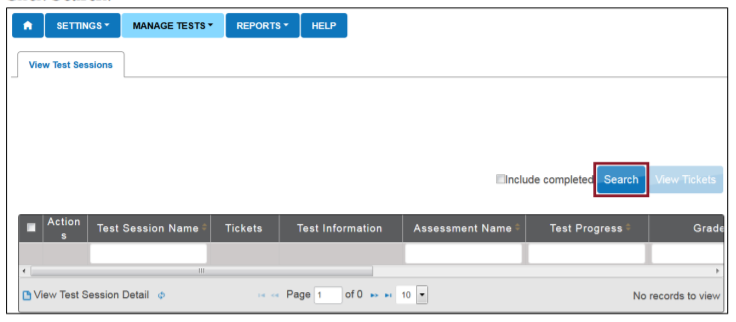 SETTINGS MANAGE TESTS REPORTS HELP
View Test Sessions
Include completed Search View Tickets
Actions Test Session Name Tickets Test Information Assessment Name Test Progress Grade
View Test Session Detail Page 1 of 0 10 No records to view